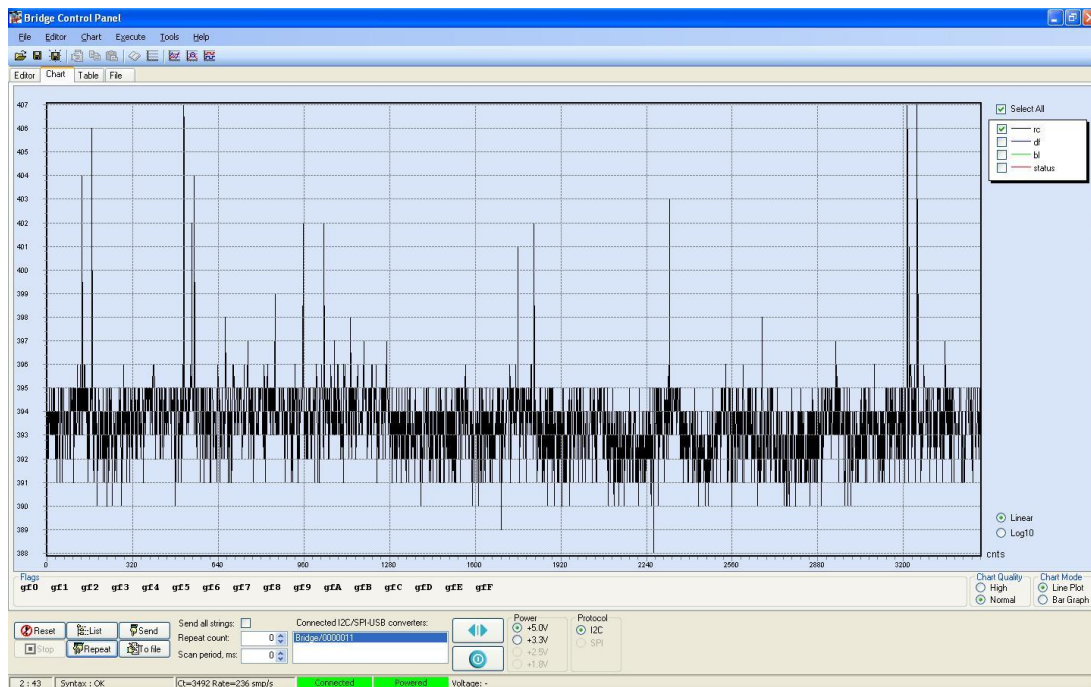 Bridge Control Panel
File Editor Chart Execute Tools Help
Editor Chart Table File
407
406
405
404
403
402
401
400
399
398
397
396
395
394
393
392
391
390
389
388
0 320 640 960 1280 1600 1920 2240 2560 2880 3200
cnts
Select All
rc
df
bl
status
Linear
Log10
Flags
gf0 gf1 gf2 gf3 gf4 gf5 gf6 gf7 gf8 gf9 gfA gfB gfC gfD gfE gfF
Chart Quality
High
Normal
Chart Mode
Line Plot
Bar Graph
Reset List Send
Stop Repeat To file
Send all strings:
Repeat count: 0
Scan period, ms: 0
Connected I2C/SPI-USB converters:
Bridge/0000011
Power
+5.0V
+3.3V
+2.5V
+1.8V
Protocol
I2C
SPI
2 : 43 Syntax : OK Ct=3492 Rate=236 smp/s Connected Powered Voltage: -